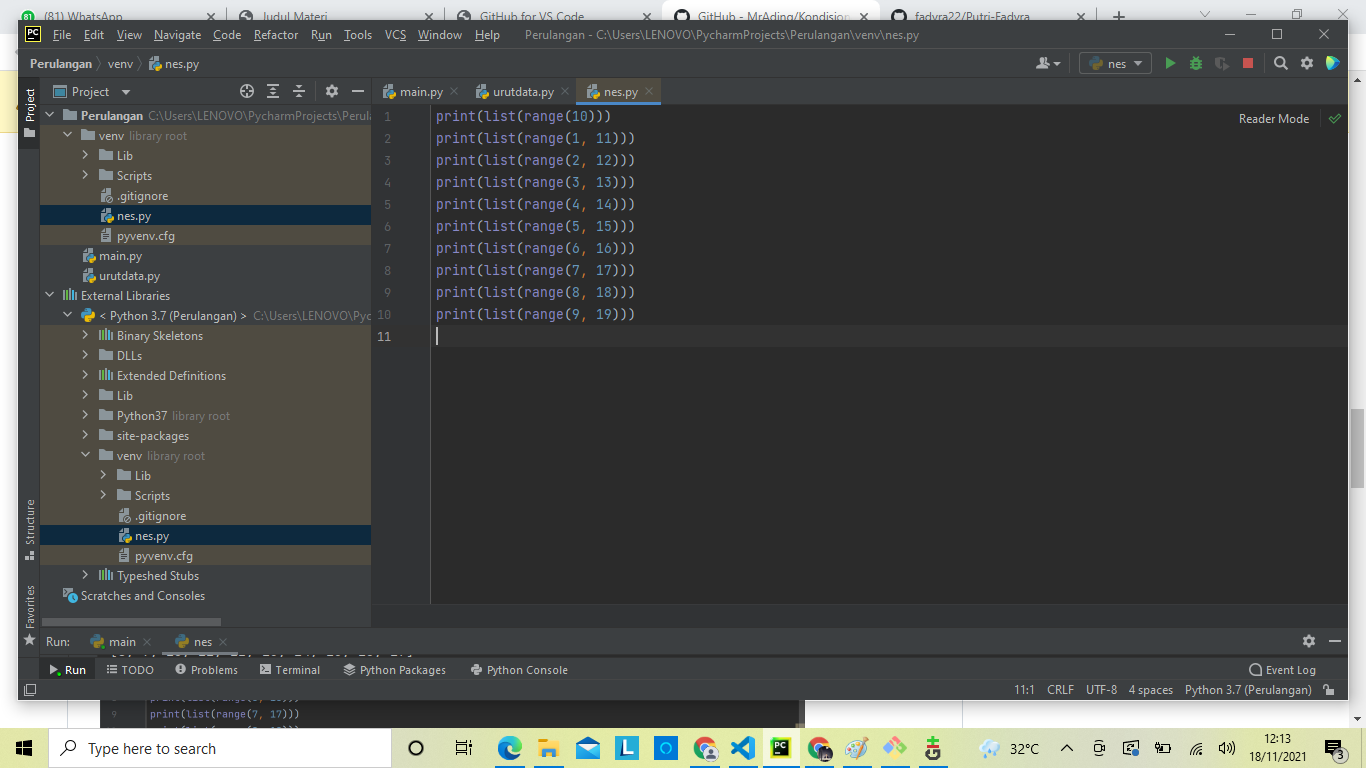 (81) WhatsApp
Judul Materi
GitHub for VS Code
GitHub - MrAding/Kondision
fadyra22/Putri-Fadyra
PC File Edit View Navigate Code Refactor Run Tools VCS Window Help Perulangan - C:\Users\LENOVO\PycharmProjects\Perulangan\venv\nes.py
Perulangan venv nes.py nes
Project main.py urutdata.py nes.py
Project
Perulangan C:\Users\LENOVO\PycharmProjects\Perul
venv library root
Lib
Scripts
.gitignore
nes.py
pyvenv.cfg
main.py
urutdata.py
External Libraries
< Python 3.7 (Perulangan) > C:\Users\LENOVO\Pyc
Binary Skeletons
DLLs
Extended Definitions
Lib
Python37 library root
site-packages
venv library root
Lib
Scripts
.gitignore
nes.py
pyvenv.cfg
Typeshed Stubs
Scratches and Consoles
Structure
Favorites
1 print(list(range(10)))
2 print(list(range(1, 11)))
3 print(list(range(2, 12)))
4 print(list(range(3, 13)))
5 print(list(range(4, 14)))
6 print(list(range(5, 15)))
7 print(list(range(6, 16)))
8 print(list(range(7, 17)))
9 print(list(range(8, 18)))
10 print(list(range(9, 19)))
11
Reader Mode
Run: main nes
Run TODO Problems Terminal Python Packages Python Console Event Log
11:1 CRLF UTF-8 4 spaces Python 3.7 (Perulangan)
9 print(list(range(7, 17)))
Type here to search
32°C
12:13
18/11/2021
3